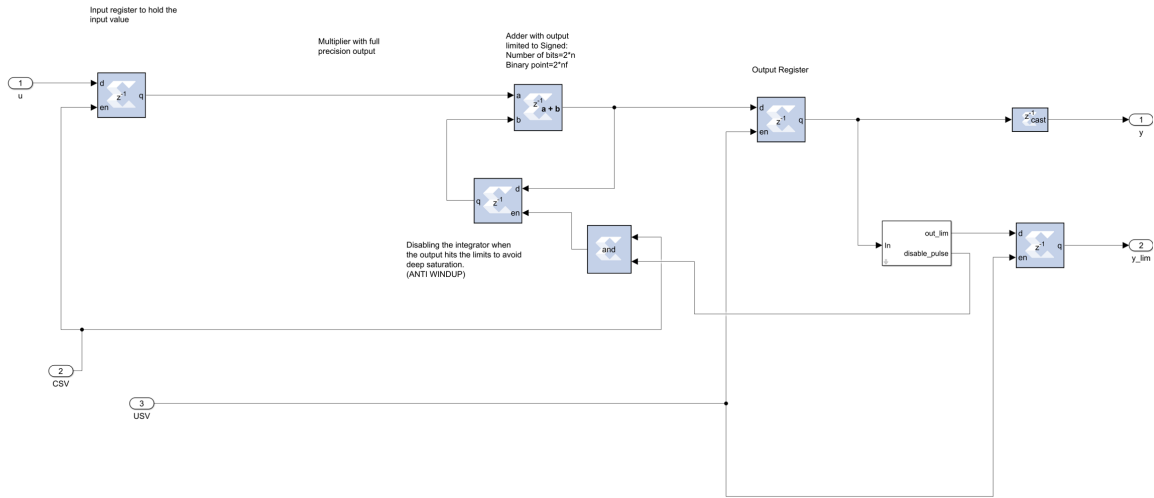 Input register to hold the
input value
Multiplier with full
precision output
Adder with output
limited to Signed:
Number of bits=2*n
Binary point=2*nf
Output Register
1
u
d
en
z-1
q
a
b
z-1
a + b
d
en
z-1
q
z-1
cast
1
y
q
z-1
d
en
and
In
out_lim
disable_pulse
d
en
z-1
q
2
y_lim
Disabling the integrator when
the output hits the limits to avoid
deep saturation.
(ANTI WINDUP)
2
CSV
3
USV